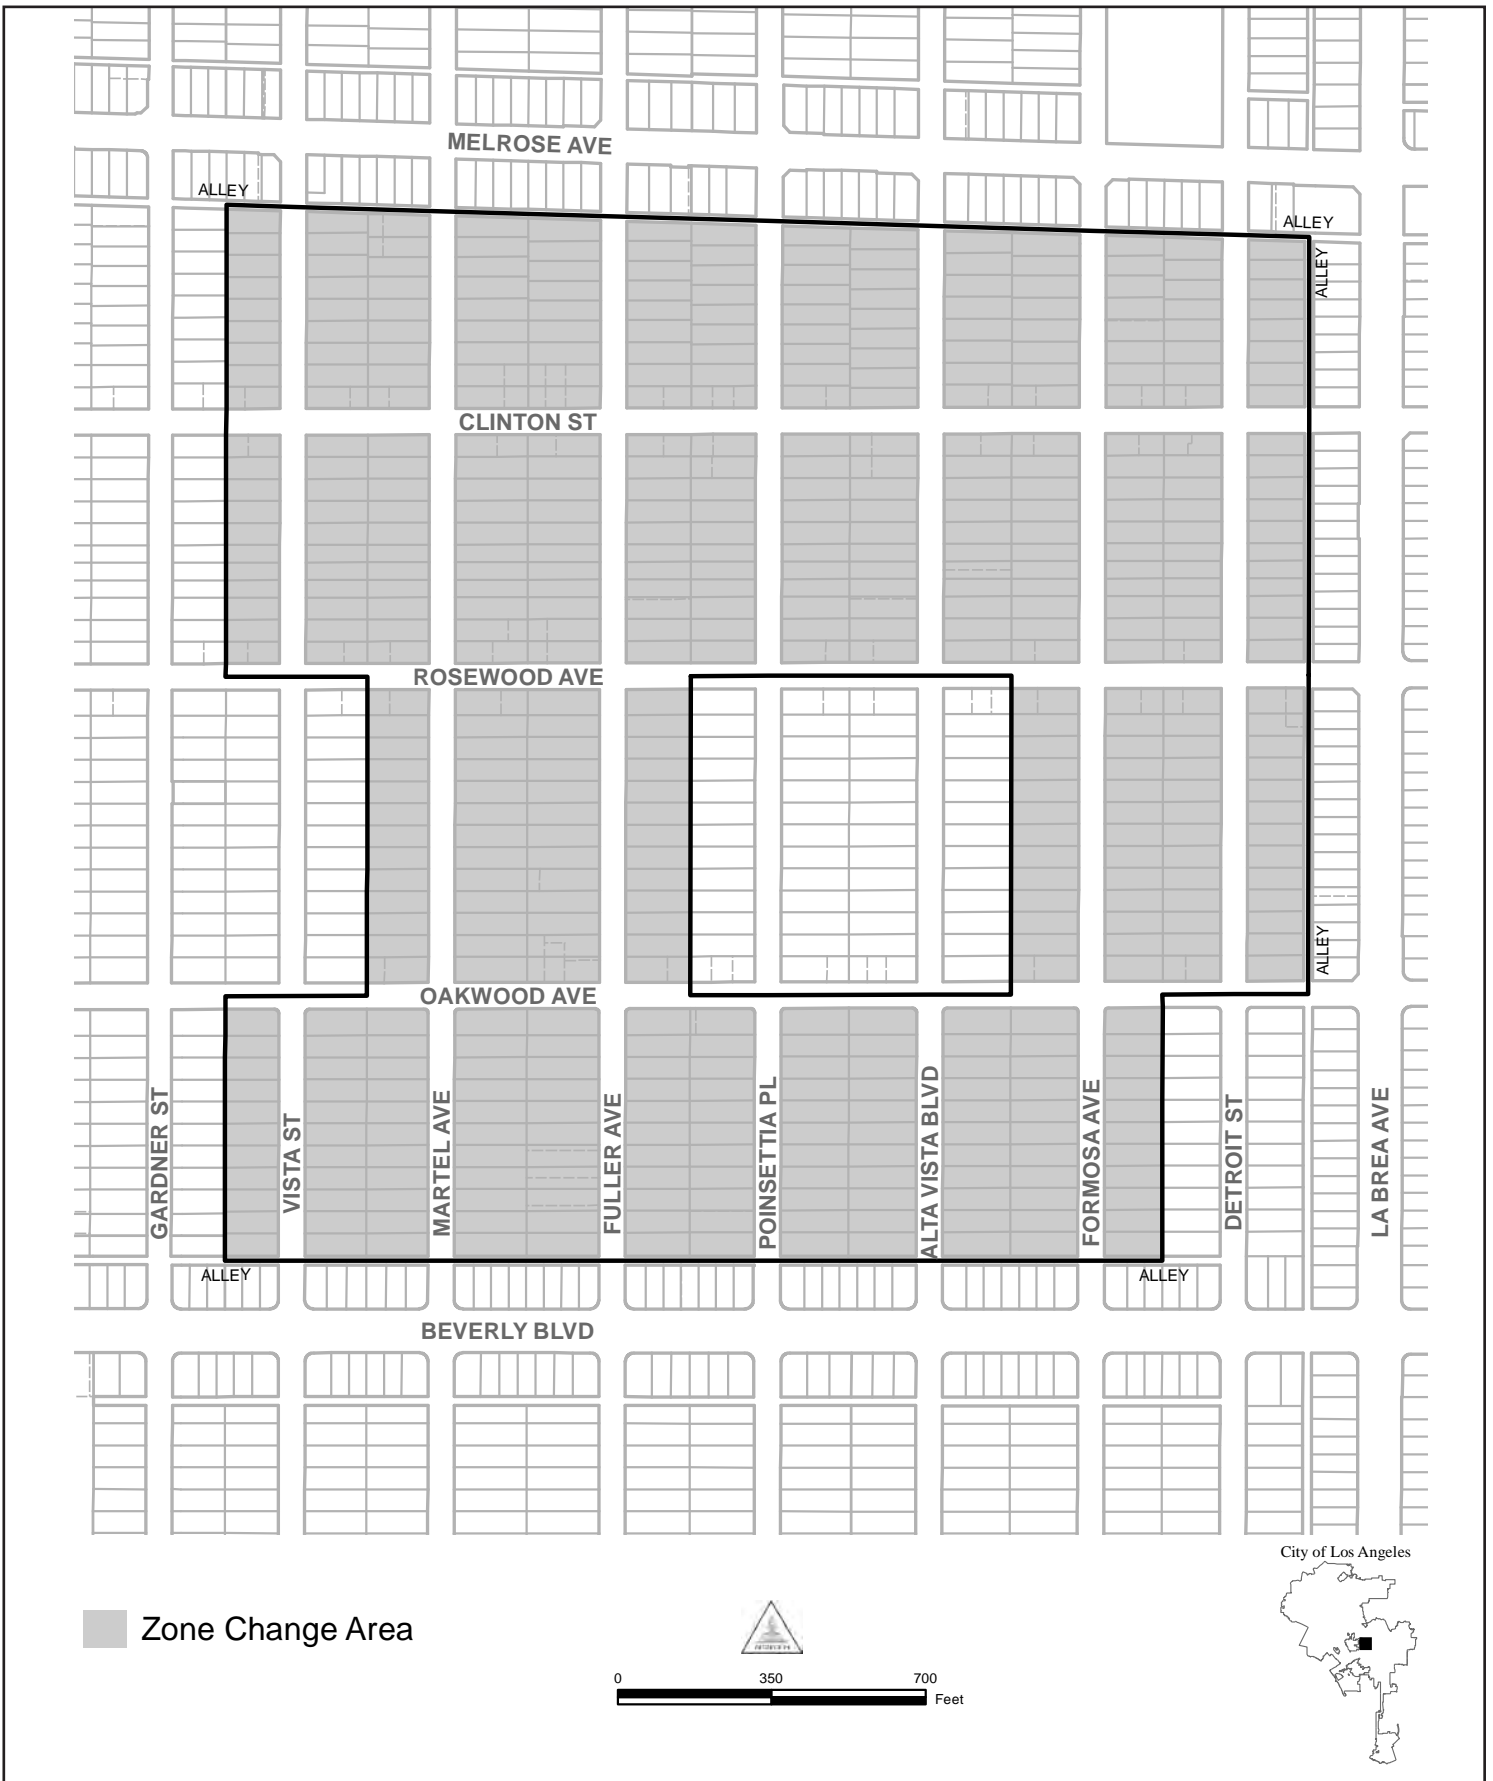 MELROSE AVE
ALLEY
ALLEY
ALLEY
CLINTON ST
ROSEWOOD AVE
ALLEY
OAKWOOD AVE
GARDNER ST
VISTA ST
MARTEL AVE
FULLER AVE
POINSETTIA PL
ALTA VISTA BLVD
FORMOSA AVE
DETROIT ST
LA BREA AVE
ALLEY
ALLEY
BEVERLY BLVD
City of Los Angeles
Zone Change Area
0 350 700
Feet